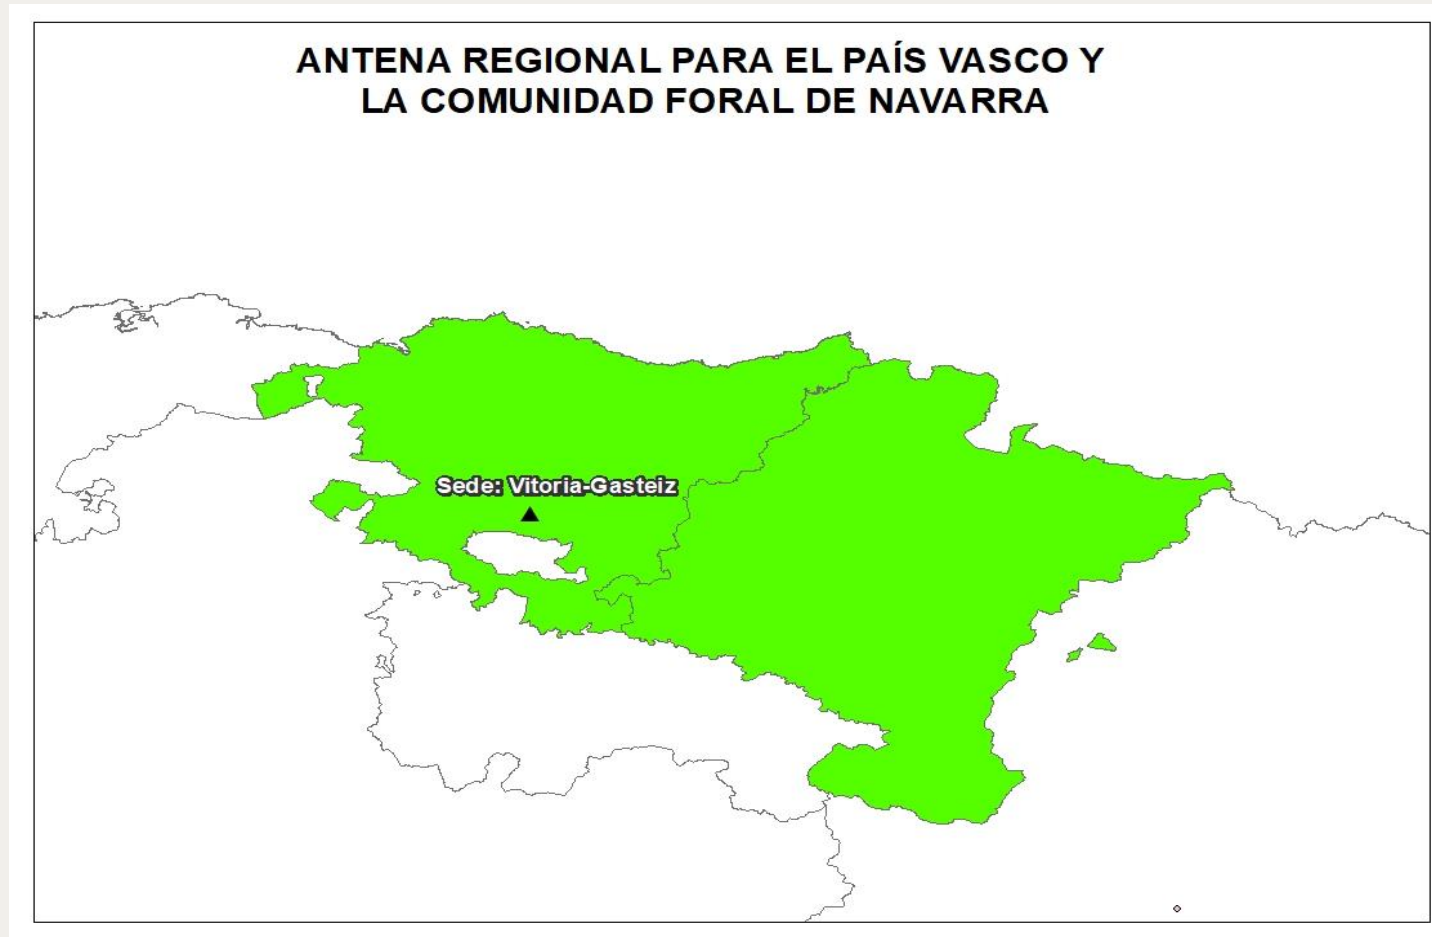 ANTENA REGIONAL PARA EL PAÍS VASCO Y
LA COMUNIDAD FORAL DE NAVARRA
Sede: Vitoria-Gasteiz